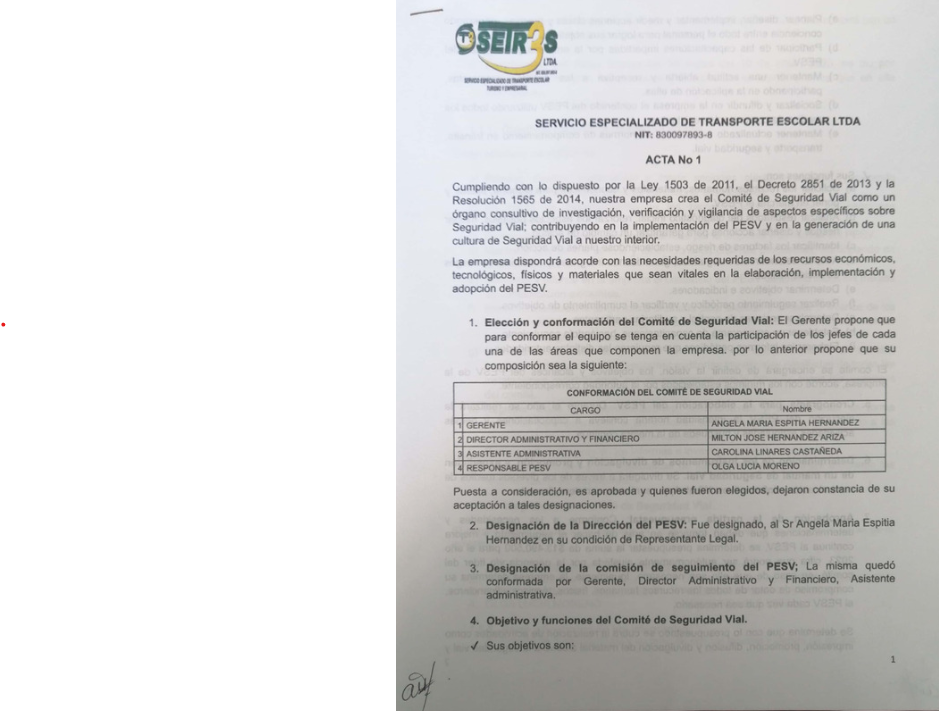 SETR3S
LTDA.
SERVICIO ESPECIALIZADO DE TRANSPORTE ESCOLAR
TURISMO Y EMPRESARIAL
SERVICIO ESPECIALIZADO DE TRANSPORTE ESCOLAR LTDA
NIT: 830097893-8
ACTA No 1
Cumpliendo con lo dispuesto por la Ley 1503 de 2011, el Decreto 2851 de 2013 y la
Resolución 1565 de 2014, nuestra empresa crea el Comité de Seguridad Vial como un
órgano consultivo de investigación, verificación y vigilancia de aspectos específicos sobre
Seguridad Vial; contribuyendo en la implementación del PESV y en la generación de una
cultura de Seguridad Vial a nuestro interior.
La empresa dispondrá acorde con las necesidades requeridas de los recursos económicos,
tecnológicos, físicos y materiales que sean vitales en la elaboración, implementación y
adopción del PESV.
1. Elección y conformación del Comité de Seguridad Vial: El Gerente propone que
para conformar el equipo se tenga en cuenta la participación de los jefes de cada
una de las áreas que componen la empresa. por lo anterior propone que su
composición sea la siguiente:
CONFORMACIÓN DEL COMITÉ DE SEGURIDAD VIAL
CARGO Nombre
1 GERENTE ANGELA MARIA ESPITIA HERNANDEZ
2 DIRECTOR ADMINISTRATIVO Y FINANCIERO MILTON JOSE HERNANDEZ ARIZA
3 ASISTENTE ADMINISTRATIVA CAROLINA LINARES CASTAÑEDA
4 RESPONSABLE PESV OLGA LUCIA MORENO
Puesta a consideración, es aprobada y quienes fueron elegidos, dejaron constancia de su
aceptación a tales designaciones.
2. Designación de la Dirección del PESV: Fue designado, al Sr Angela Maria Espitia
Hernandez en su condición de Representante Legal.
3. Designación de la comisión de seguimiento del PESV; La misma quedó
conformada por Gerente, Director Administrativo y Financiero, Asistente
administrativa.
4. Objetivo y funciones del Comité de Seguridad Vial.
✓ Sus objetivos son:
1